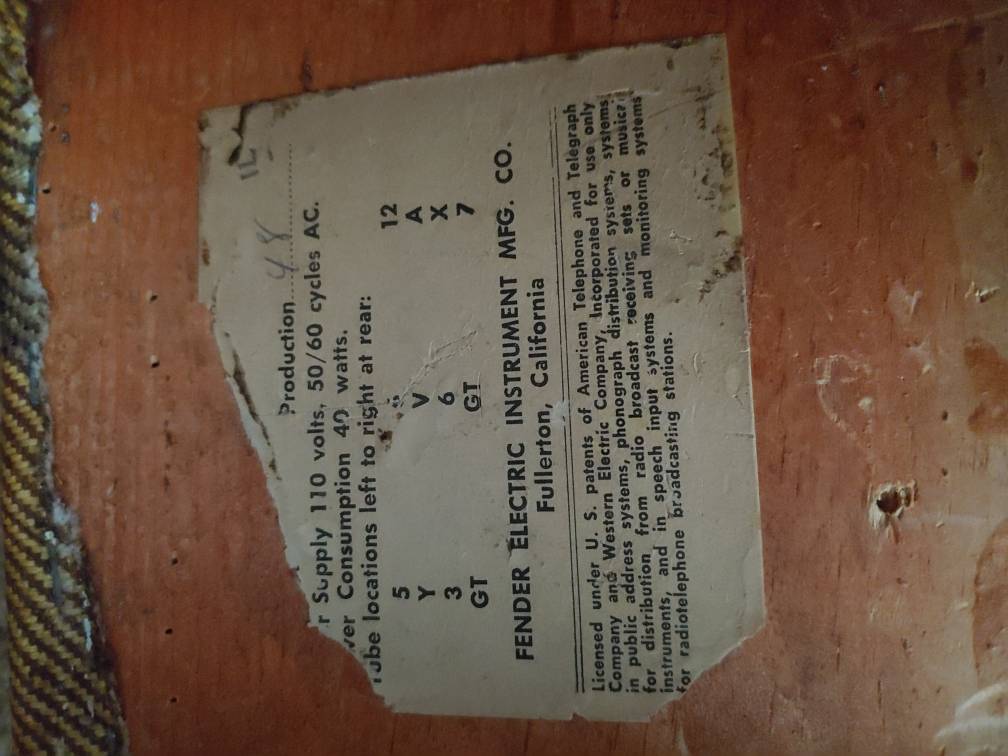 Production 48
r Supply 110 volts, 50/60 cycles AC.
wer Consumption 40 watts.
Tube locations left to right at rear:
5 12
Y V A
3 6 X
GT GT 7
FENDER ELECTRIC INSTRUMENT MFG. CO.
Fullerton, California
Licensed under U. S. patents of American Telephone and Telegraph
Company and Western Electric Company, Incorporated for use only
in public address systems, phonograph distribution systems, systems
for distribution from radio broadcast receiving sets or musical
instruments, and in speech input systems and monitoring systems
for radiotelephone broadcasting stations.